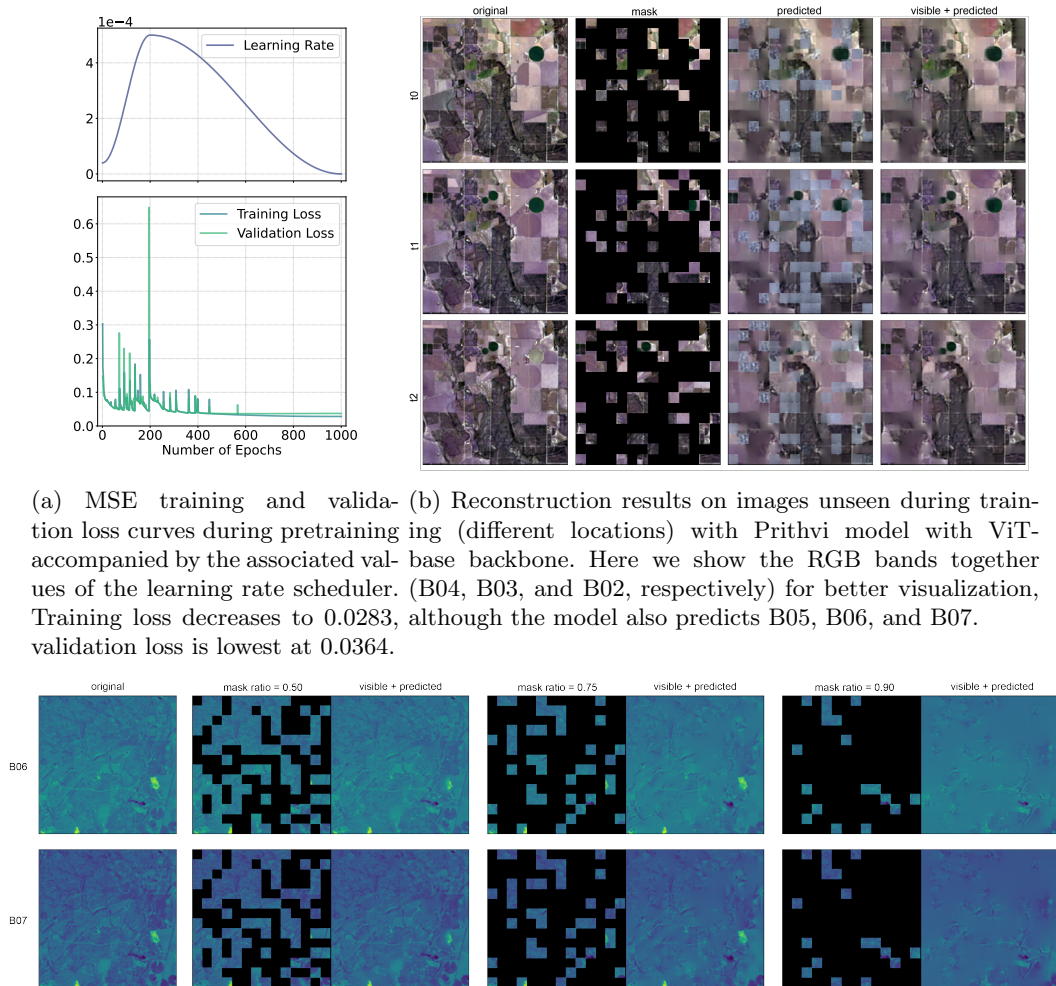 1e−4
Learning Rate
4
2
0
Training Loss
Validation Loss
0.6
0.5
0.4
0.3
0.2
0.1
0.0
0 200 400 600 800 1000
Number of Epochs
original mask predicted visible + predicted
t0
t1
t2
(a) MSE training and valida-
tion loss curves during pretraining
accompanied by the associated val-
ues of the learning rate scheduler.
Training loss decreases to 0.0283,
validation loss is lowest at 0.0364.
(b) Reconstruction results on images unseen during train-
ing (different locations) with Prithvi model with ViT-
base backbone. Here we show the RGB bands together
(B04, B03, and B02, respectively) for better visualization,
although the model also predicts B05, B06, and B07.
original mask ratio = 0.50 visible + predicted mask ratio = 0.75 visible + predicted mask ratio = 0.90 visible + predicted
B06
B07